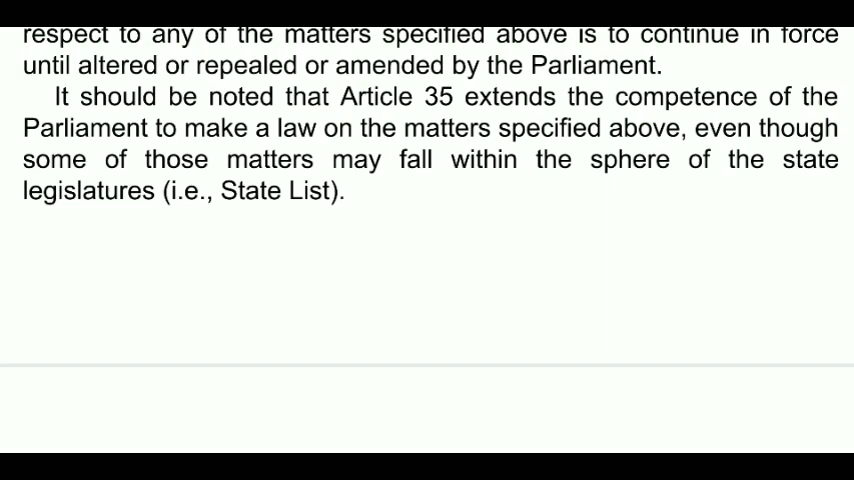 respect to any of the matters specified above is to continue in force
until altered or repealed or amended by the Parliament.
It should be noted that Article 35 extends the competence of the
Parliament to make a law on the matters specified above, even though
some of those matters may fall within the sphere of the state
legislatures (i.e., State List).